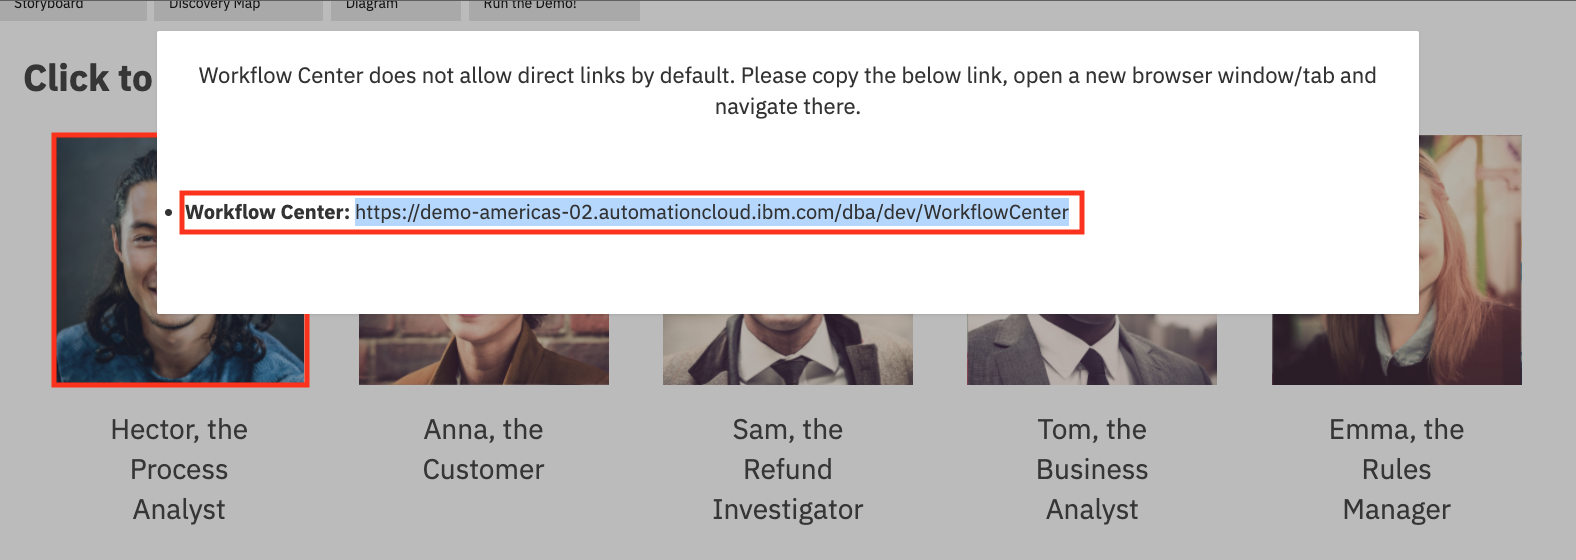 Storyboard
Discovery Map
Diagram
Run the Demo!
Click to
Workflow Center does not allow direct links by default. Please copy the below link, open a new browser window/tab and
navigate there.
• Workflow Center: https://demo-americas-02.automationcloud.ibm.com/dba/dev/WorkflowCenter
Hector, the
Process
Analyst
Anna, the
Customer
Sam, the
Refund
Investigator
Tom, the
Business
Analyst
Emma, the
Rules
Manager